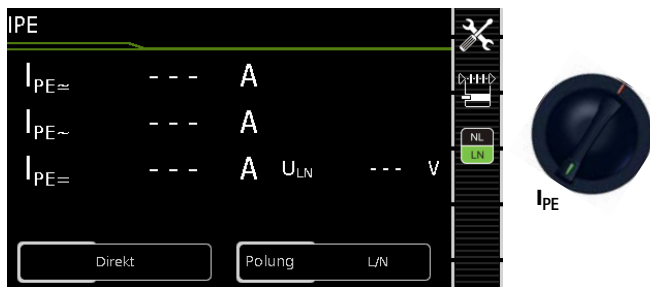 IPE
IPE≂ - - - A
IPE~ - - - A
IPE= - - - A ULN - - - V
Direkt Polung L/N
NL
LN
IPE